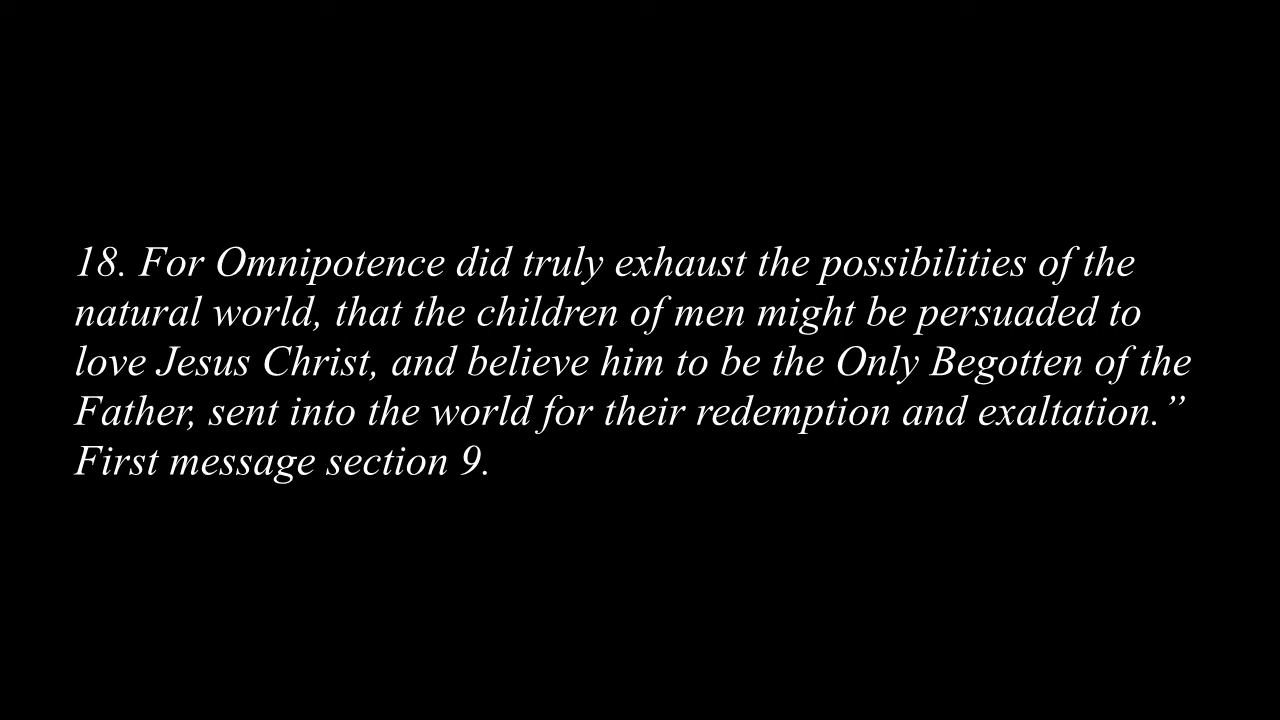 18. For Omnipotence did truly exhaust the possibilities of the
natural world, that the children of men might be persuaded to
love Jesus Christ, and believe him to be the Only Begotten of the
Father, sent into the world for their redemption and exaltation.”
First message section 9.